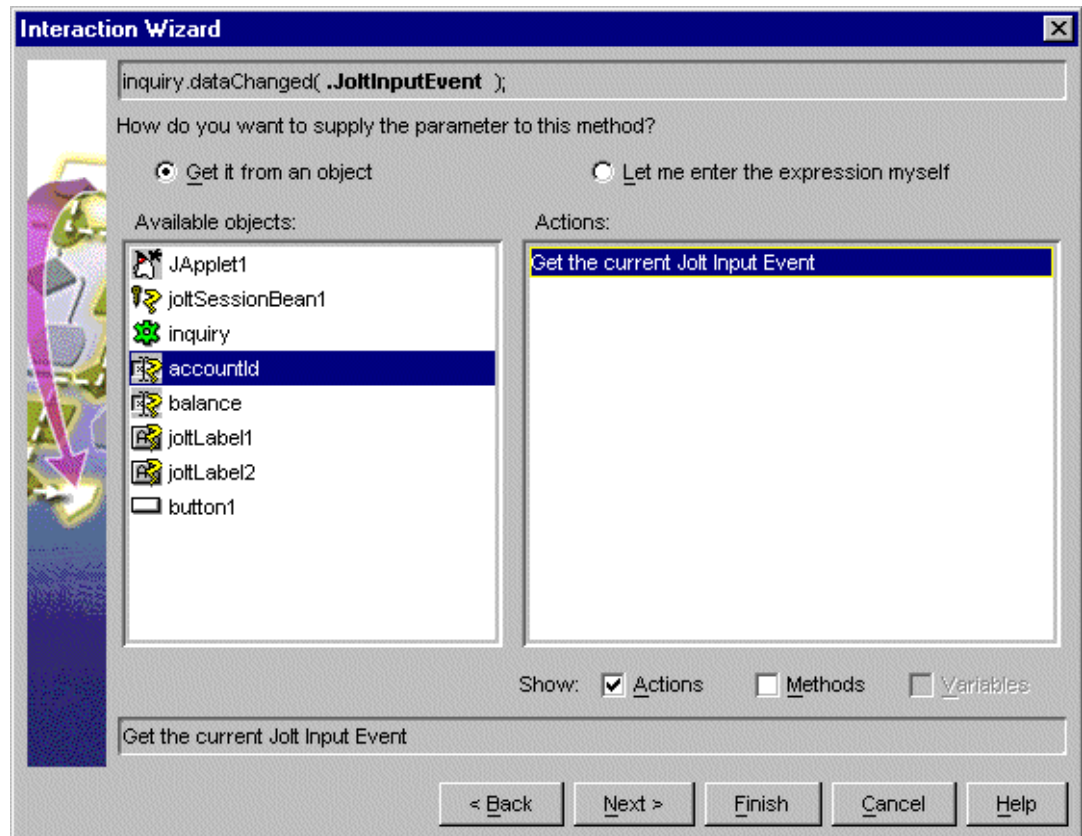 Interaction Wizard
inquiry.dataChanged( .JoltInputEvent );
How do you want to supply the parameter to this method?
Get it from an object
Let me enter the expression myself
Available objects:
Actions:
JApplet1
joltSessionBean1
inquiry
accountId
balance
joltLabel1
joltLabel2
button1
Get the current Jolt Input Event
Show: Actions Methods Variables
Get the current Jolt Input Event
< Back Next > Finish Cancel Help